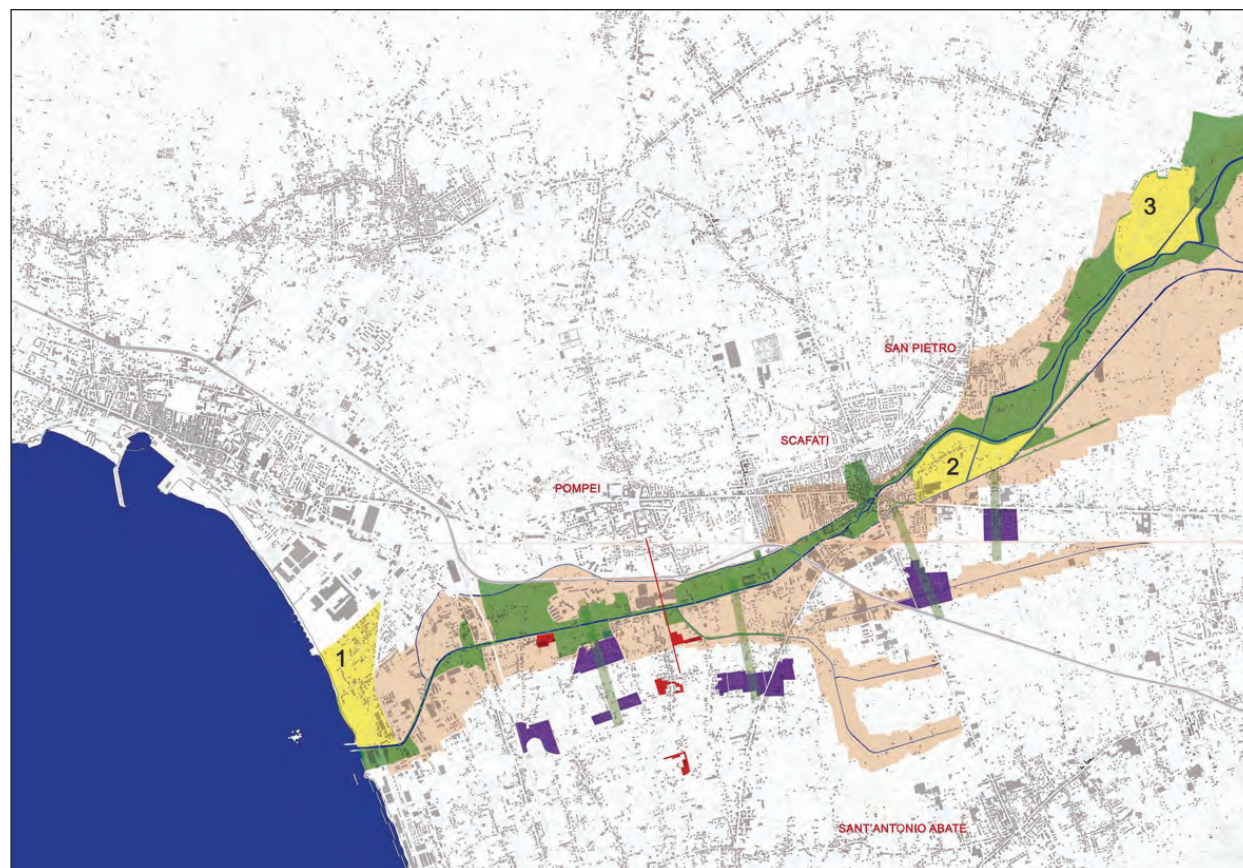 3
SAN PIETRO
SCAFATI
2
POMPEI
1
SANT'ANTONIO ABATE